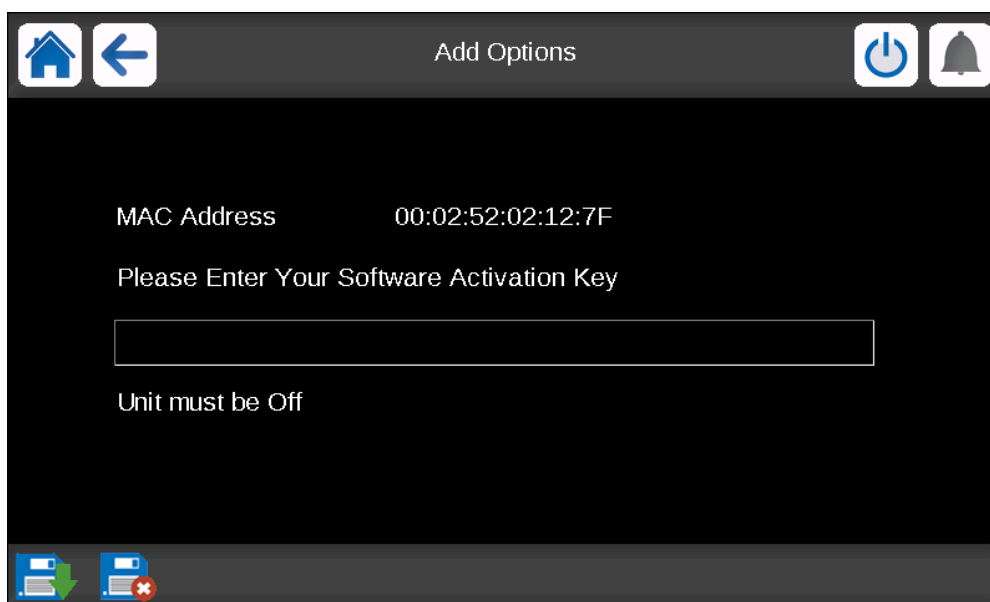 Add Options
MAC Address 00:02:52:02:12:7F
Please Enter Your Software Activation Key
Unit must be Off